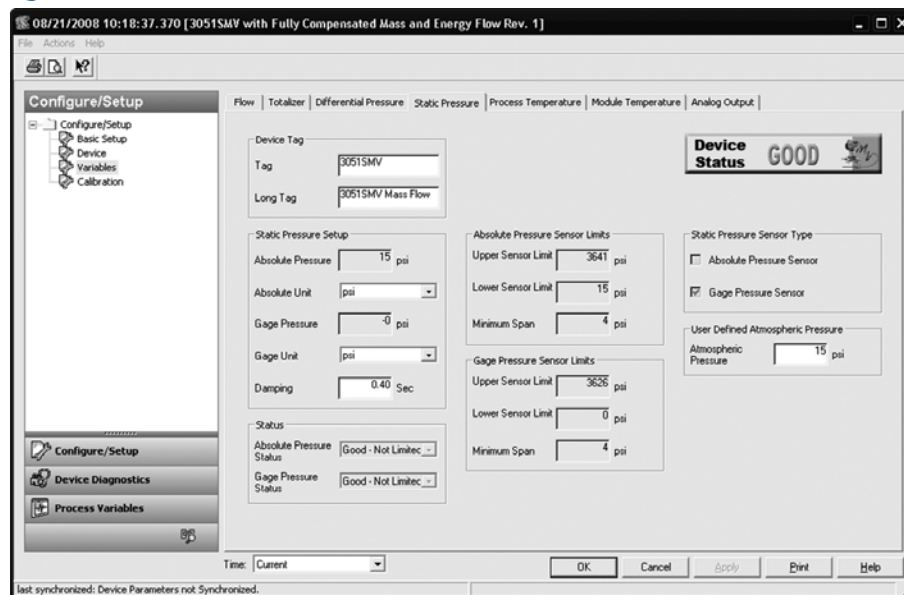 08/21/2008 10:18:37.370 [3051SMV with Fully Compensated Mass and Energy Flow Rev. 1]
File Actions Help
Configure/Setup
Configure/Setup
Basic Setup
Device
Variables
Calibration
Configure/Setup
Device Diagnostics
Process Variables
Flow Totalizer Differential Pressure Static Pressure Process Temperature Module Temperature Analog Output
Device Tag
Tag 3051SMV
Long Tag 3051SMV Mass Flow
Device Status GOOD
Static Pressure Setup
Absolute Pressure 15 psi
Absolute Unit psi
Gage Pressure -0 psi
Gage Unit psi
Damping 0.40 Sec
Status
Absolute Pressure Status Good - Not Limitec
Gage Pressure Status Good - Not Limitec
Absolute Pressure Sensor Limits
Upper Sensor Limit 3641 psi
Lower Sensor Limit 15 psi
Minimum Span 4 psi
Gage Pressure Sensor Limits
Upper Sensor Limit 3626 psi
Lower Sensor Limit 0 psi
Minimum Span 4 psi
Static Pressure Sensor Type
Absolute Pressure Sensor
Gage Pressure Sensor
User Defined Atmospheric Pressure
Atmospheric Pressure 15 psi
Time: Current
OK Cancel Apply Print Help
last synchronized: Device Parameters not Synchronized.